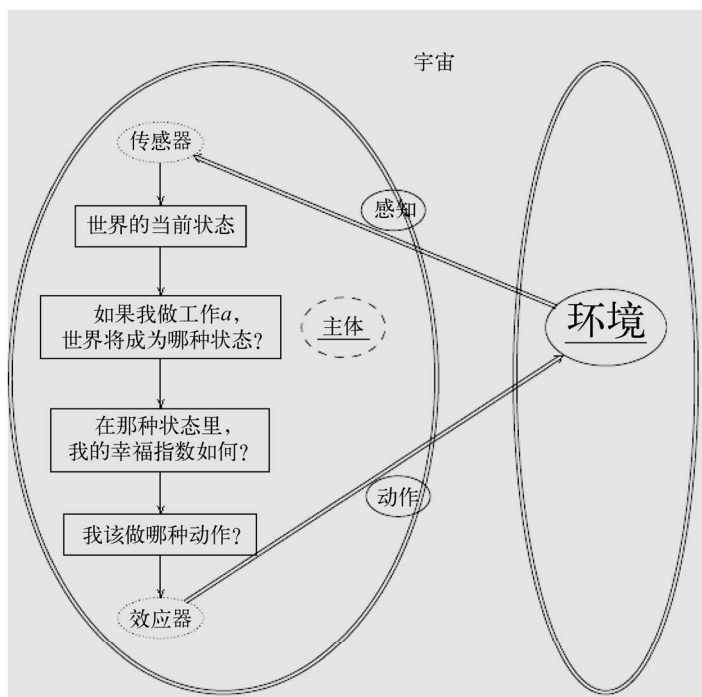 宇宙
传感器
感知
世界的当前状态
如果我做工作a,
世界将成为哪种状态?
主体
环境
在那种状态里,
我的幸福指数如何?
动作
我该做哪种动作?
效应器